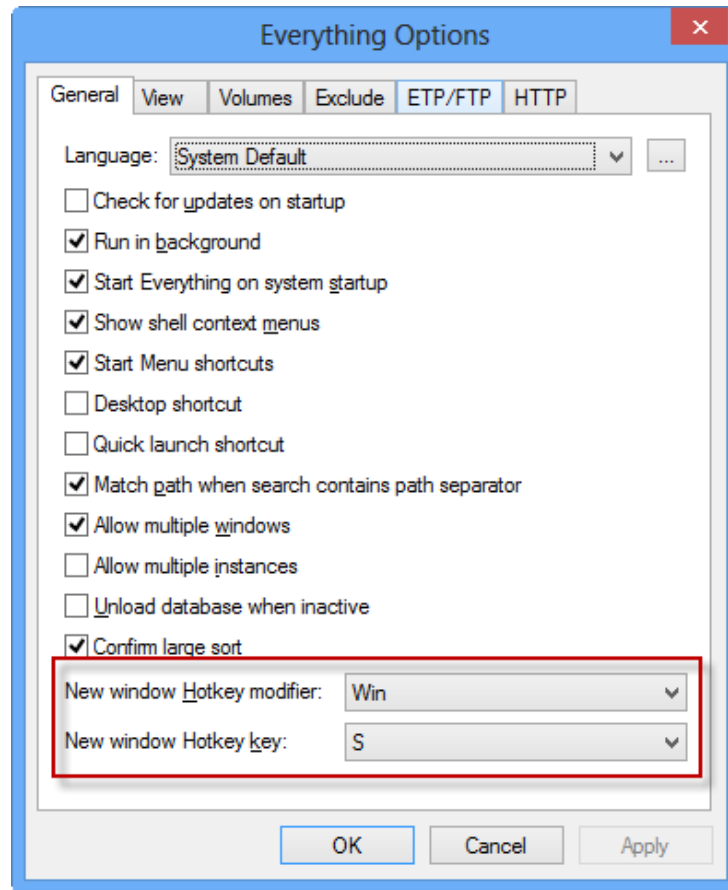 Everything Options
General View Volumes Exclude ETP/FTP HTTP
Language: System Default ...
Check for updates on startup
Run in background
Start Everything on system startup
Show shell context menus
Start Menu shortcuts
Desktop shortcut
Quick launch shortcut
Match path when search contains path separator
Allow multiple windows
Allow multiple instances
Unload database when inactive
Confirm large sort
New window Hotkey modifier: Win
New window Hotkey key: S
OK Cancel Apply